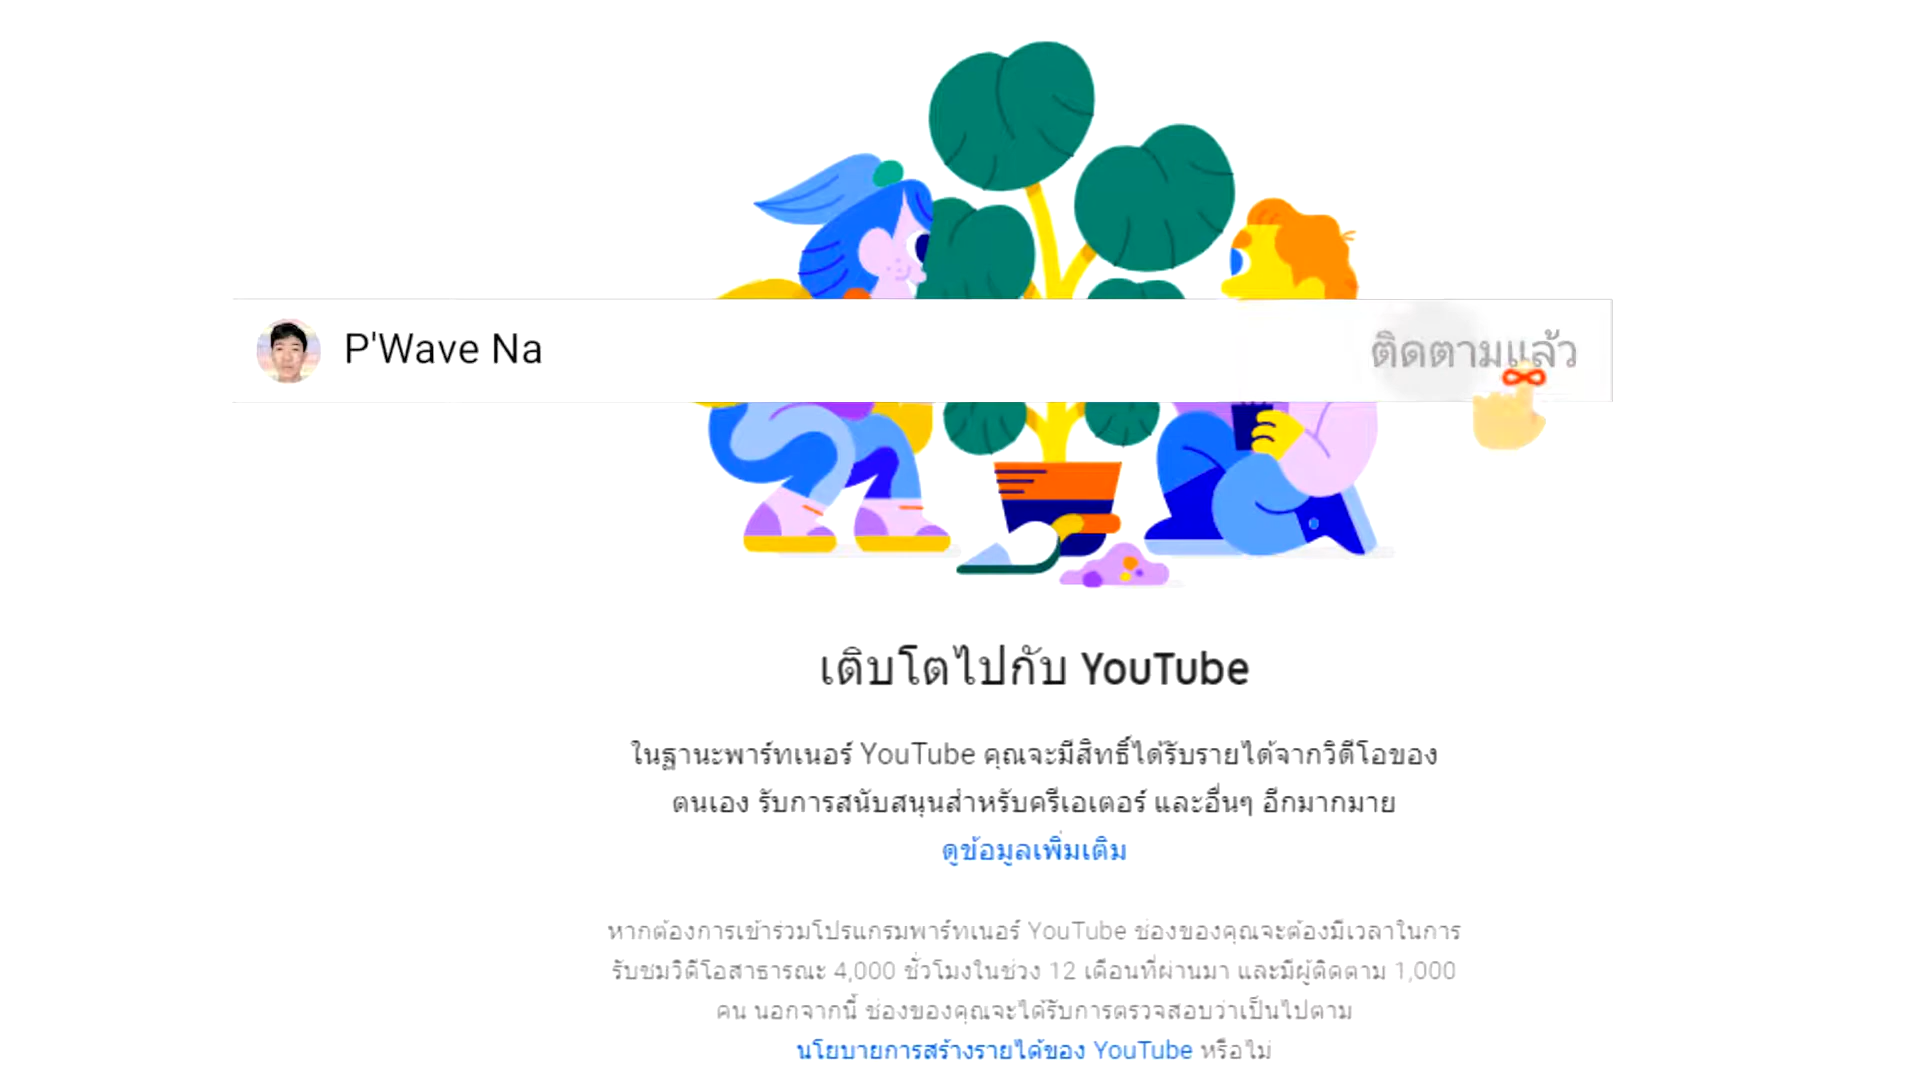 P'Wave Na
ติดตามแล้ว
เติบโตไปกับ YouTube
ในฐานะพาร์ทเนอร์ YouTube คุณจะมีสิทธิ์ได้รับรายได้จากวิดีโอของ
ตนเอง รับการสนับสนุนสำหรับครีเอเตอร์ และอื่นๆ อีกมากมาย
ดูข้อมูลเพิ่มเติม
หากต้องการเข้าร่วมโปรแกรมพาร์ทเนอร์ YouTube ช่องของคุณจะต้องมีเวลาในการ
รับชมวิดีโอสาธารณะ 4,000 ชั่วโมงในช่วง 12 เดือนที่ผ่านมา และมีผู้ติดตาม 1,000
คน นอกจากนี้ ช่องของคุณจะได้รับการตรวจสอบว่าเป็นไปตาม
นโยบายการสร้างรายได้ของ YouTube หรือไม่